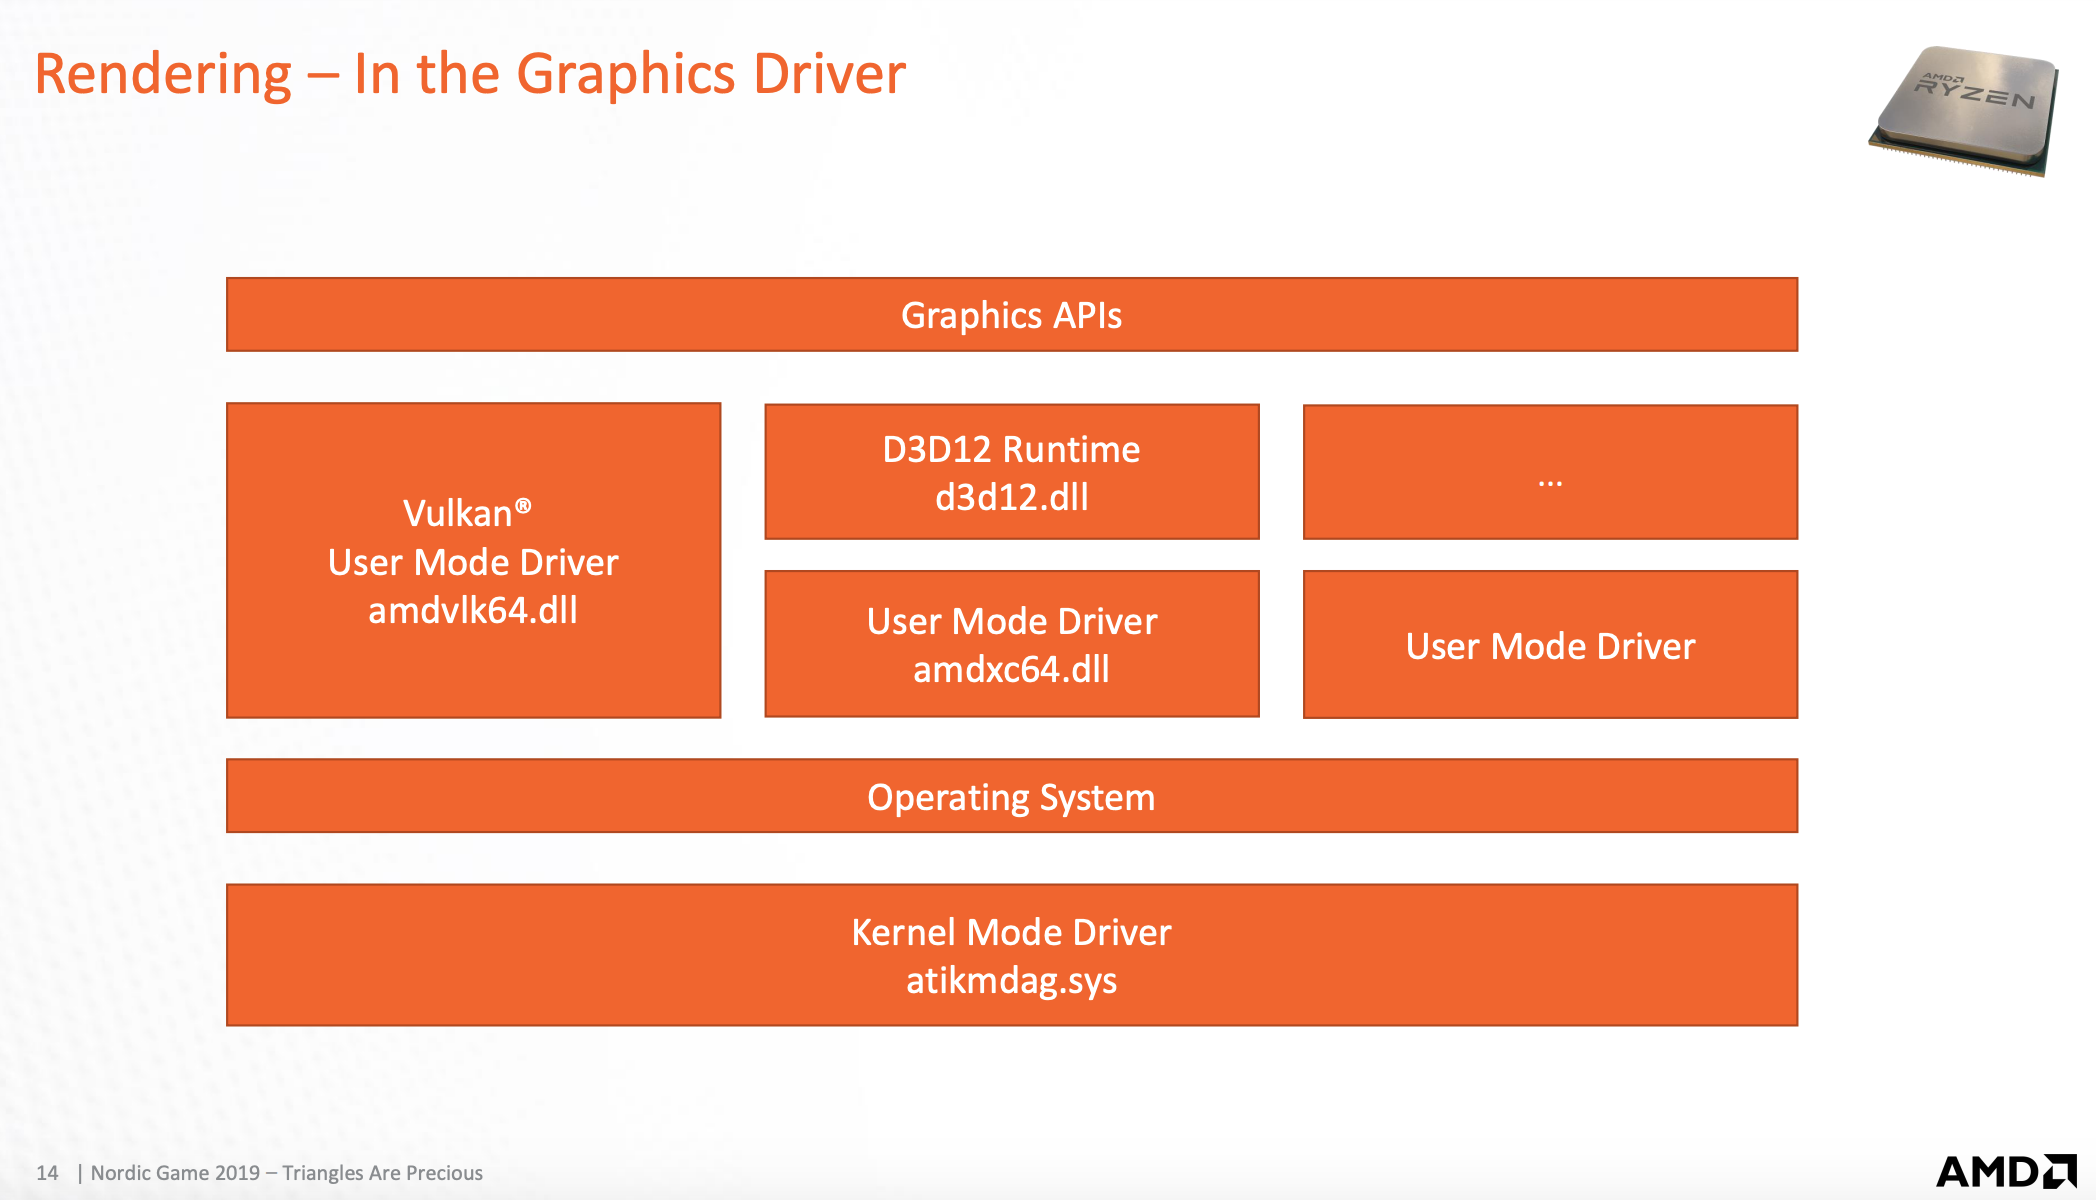 Rendering – In the Graphics Driver
AMD
RYZEN
Graphics APIs
Vulkan®
User Mode Driver
amdvlk64.dll
D3D12 Runtime
d3d12.dll
...
User Mode Driver
amdxc64.dll
User Mode Driver
Operating System
Kernel Mode Driver
atikmdag.sys
14 | Nordic Game 2019 – Triangles Are Precious
AMD